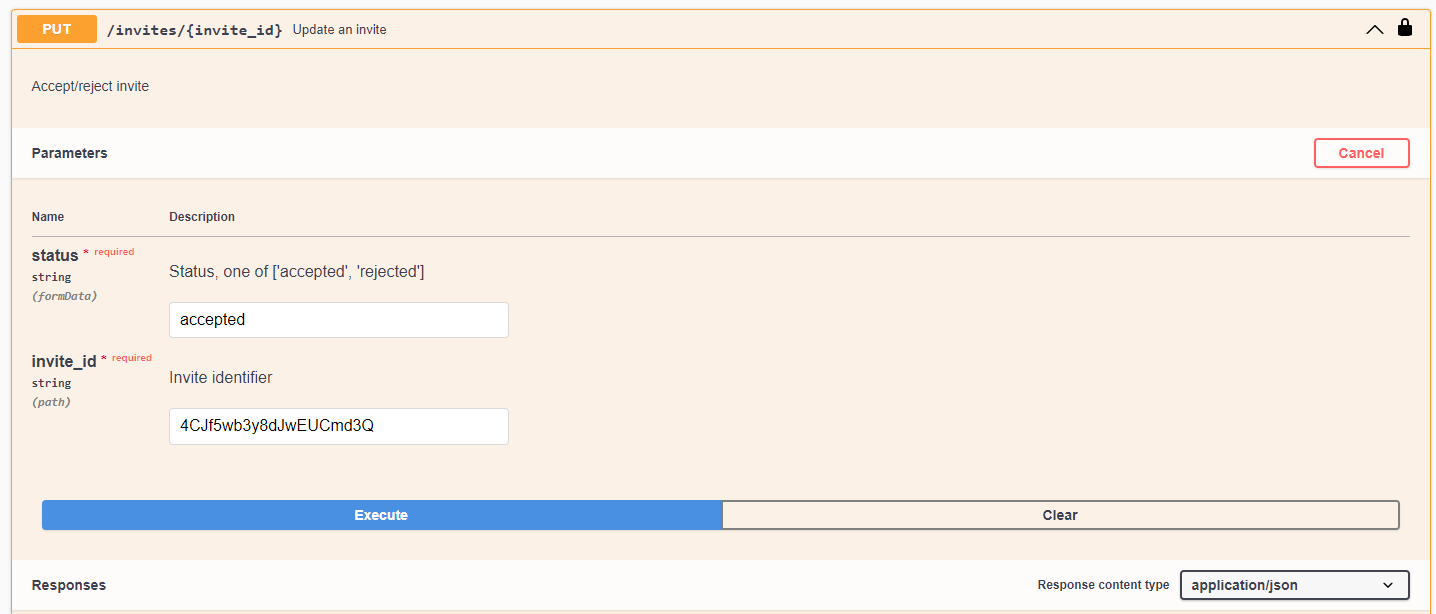 PUT /invites/{invite_id} Update an invite
Accept/reject invite
Parameters Cancel
Name Description
status * required
string
(formData)
Status, one of ['accepted', 'rejected']
accepted
invite_id * required
string
(path)
Invite identifier
4CJf5wb3y8dJwEUCmd3Q
Execute Clear
Responses Response content type application/json